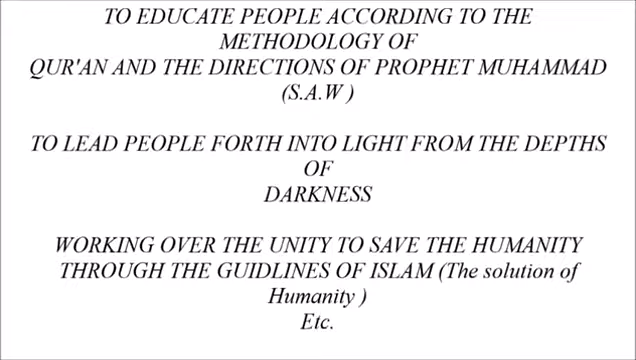 TO EDUCATE PEOPLE ACCORDING TO THE
METHODOLOGY OF
QUR'AN AND THE DIRECTIONS OF PROPHET MUHAMMAD
(S.A.W )
TO LEAD PEOPLE FORTH INTO LIGHT FROM THE DEPTHS
OF
DARKNESS
WORKING OVER THE UNITY TO SAVE THE HUMANITY
THROUGH THE GUIDLINES OF ISLAM (The solution of
Humanity )
Etc.